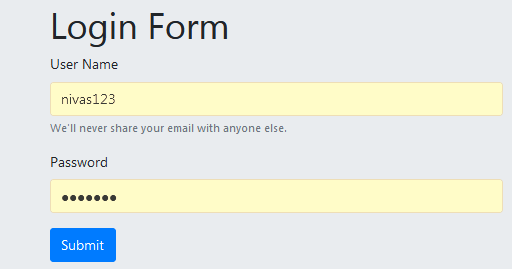 Login Form
User Name
nivas123
We'll never share your email with anyone else.
Password
•••••••
Submit